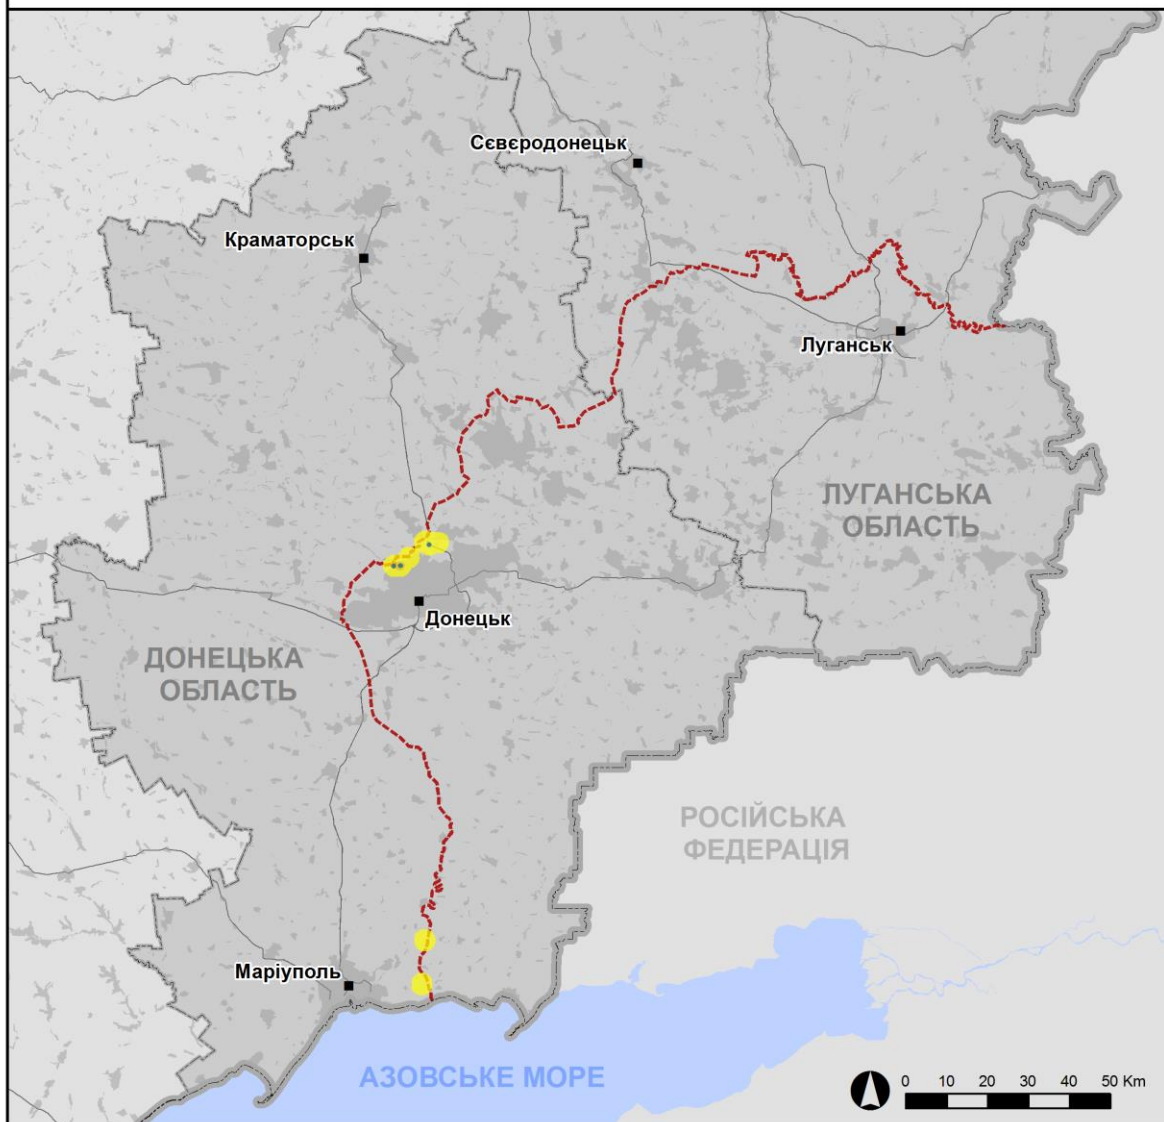 Сєвєродонецьк
Краматорськ
Луганськ
ЛУГАНСЬКА
ОБЛАСТЬ
Донецьк
ДОНЕЦЬКА
ОБЛАСТЬ
РОСІЙСЬКА
ФЕДЕРАЦІЯ
Маріуполь
АЗОВСЬКЕ МОРЕ
0 10 20 30 40 50 Km